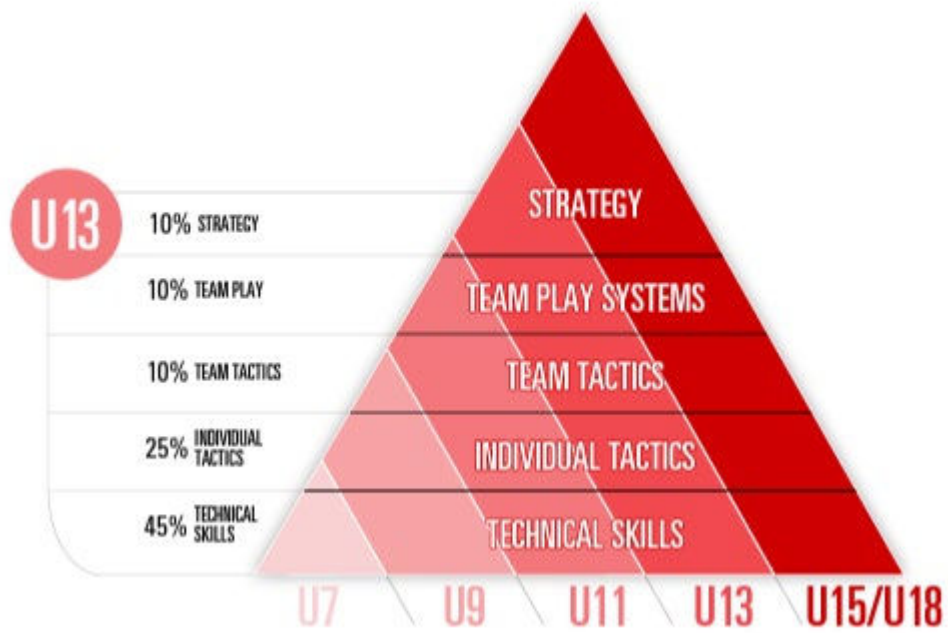 U13
10% STRATEGY
10% TEAM PLAY
10% TEAM TACTICS
25% INDIVIDUAL
TACTICS
45% TECHNICAL
SKILLS
STRATEGY
TEAM PLAY SYSTEMS
TEAM TACTICS
INDIVIDUAL TACTICS
TECHNICAL SKILLS
U7 U9 U11 U13 U15/U18